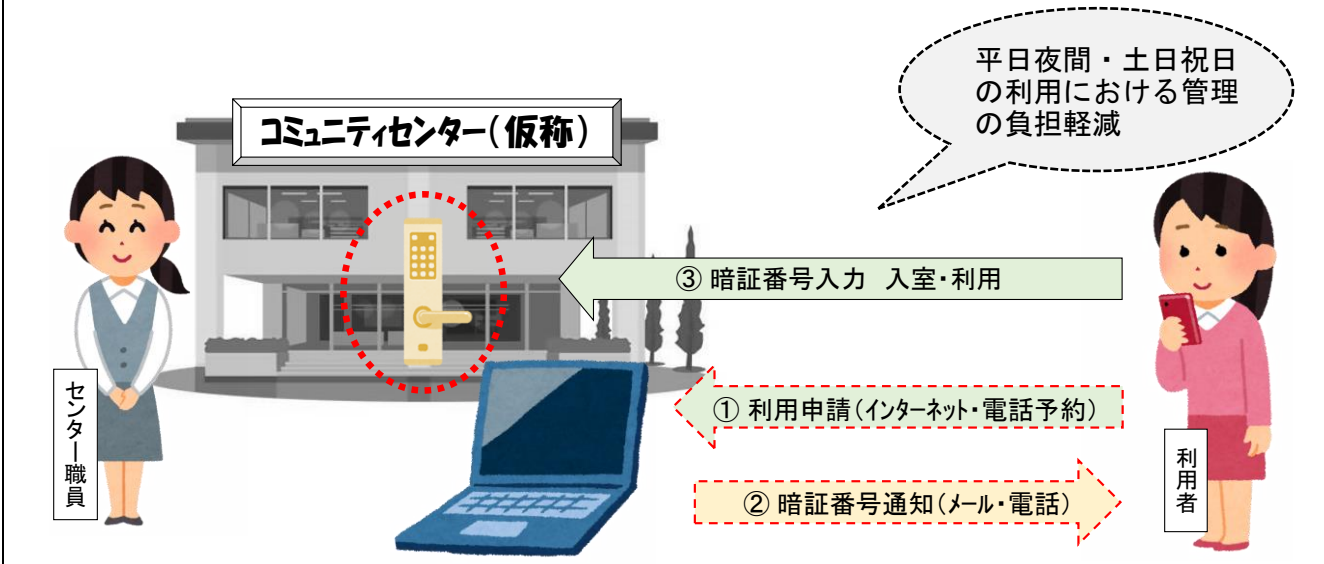 平日夜間・土日祝日
の利用における管理
の負担軽減
コミュニティセンター(仮称)
③ 暗証番号入力　入室・利用
① 利用申請(インターネット・電話予約)
② 暗証番号通知(メール・電話)
センター職員
利用者